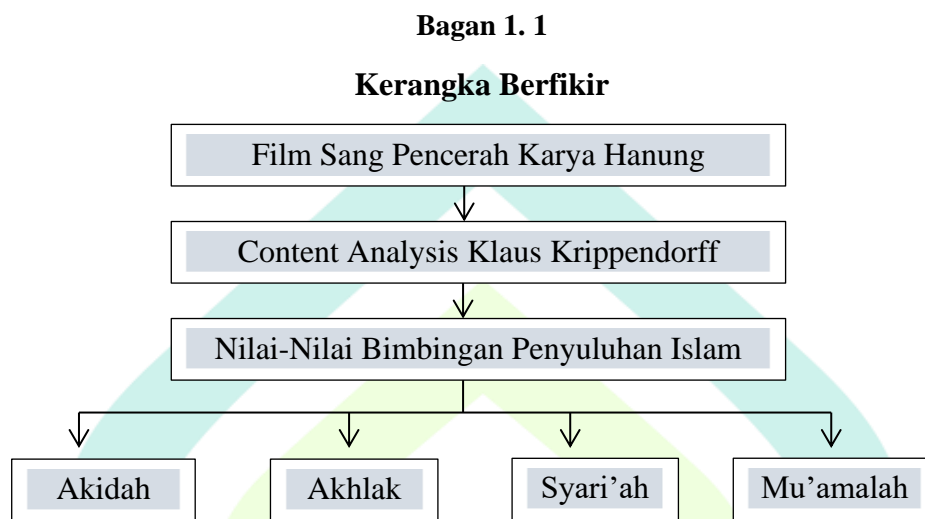 Bagan 1. 1
Kerangka Berfikir
Film Sang Pencerah Karya Hanung
Content Analysis Klaus Krippendorff
Nilai-Nilai Bimbingan Penyuluhan Islam
Akidah
Akhlak
Syari’ah
Mu’amalah